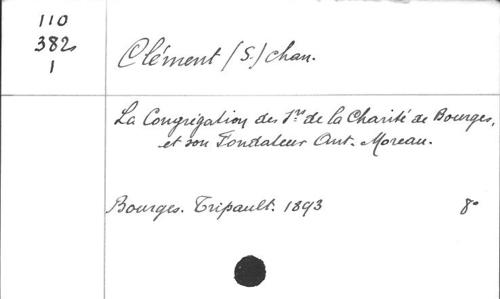 110
382
1
Clément (S.) chan.
La Congrégation des Srs de la Charité de Bourges,
et son Fondateur Ant. Moreau.
Bourges. Tripault. 1893 8°